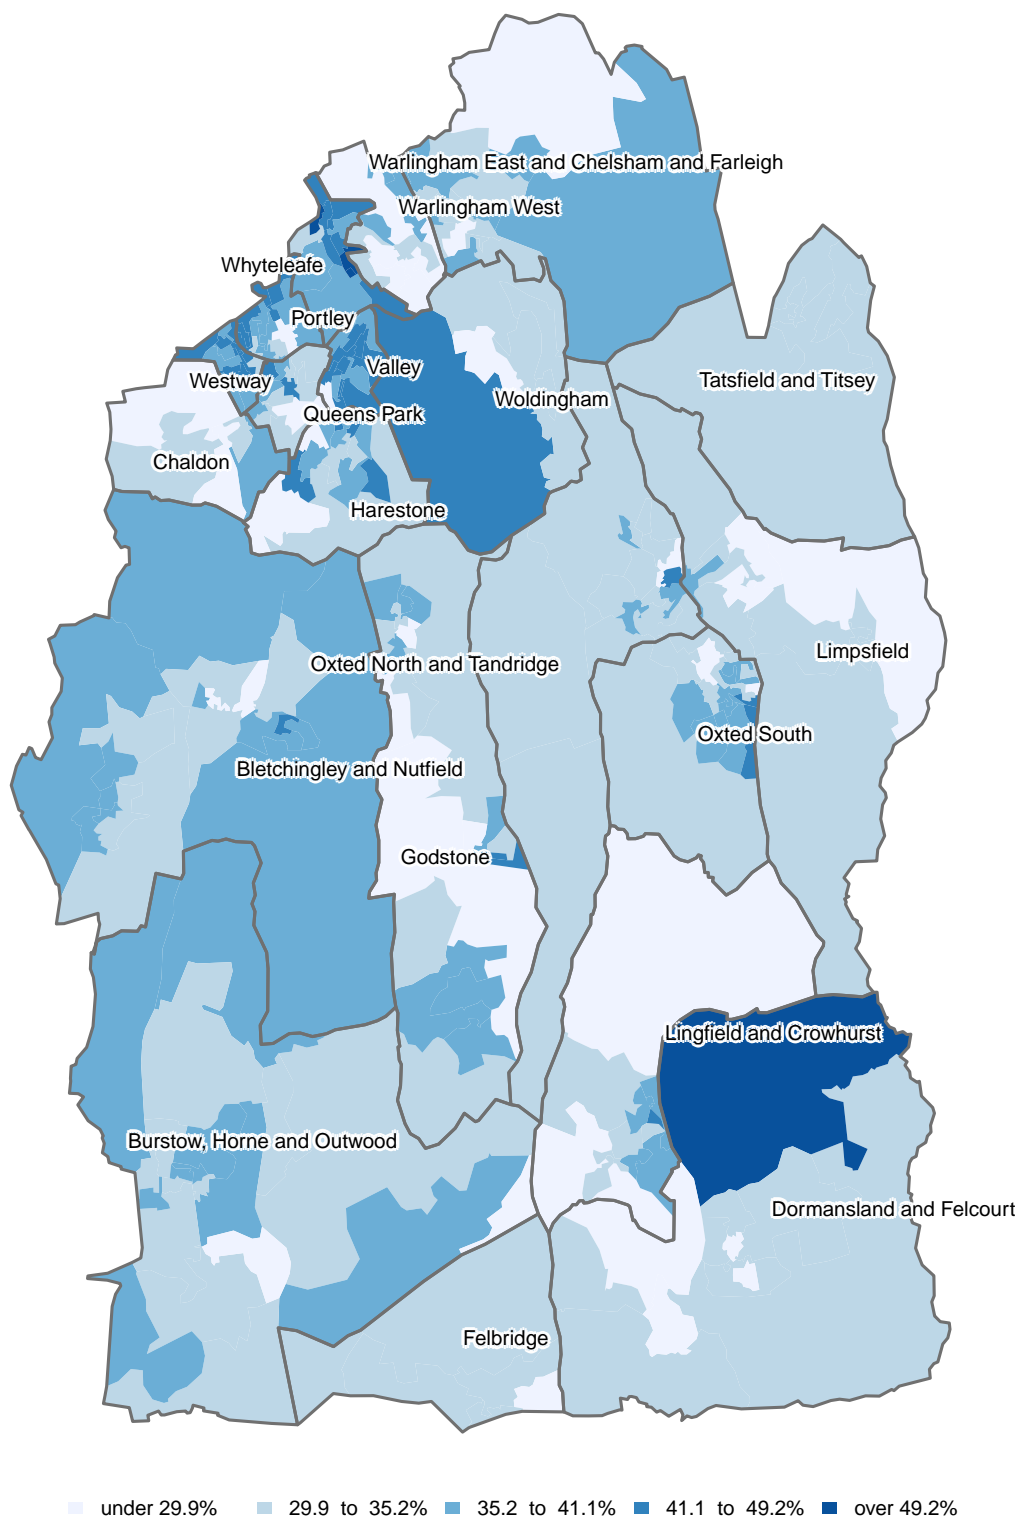 Warlingham East and Chelsham and Farleigh
Warlingham West
Whyteleafe
Portley
Valley
Westway
Tatsfield and Titsey
Woldingham
Queens Park
Chaldon
Harestone
Limpsfield
Oxted North and Tandridge
Oxted South
Bletchingley and Nutfield
Godstone
Lingfield and Crowhurst
Burstow, Horne and Outwood
Dormansland and Felcourt
Felbridge
under 29.9% 29.9 to 35.2% 35.2 to 41.1% 41.1 to 49.2% over 49.2%